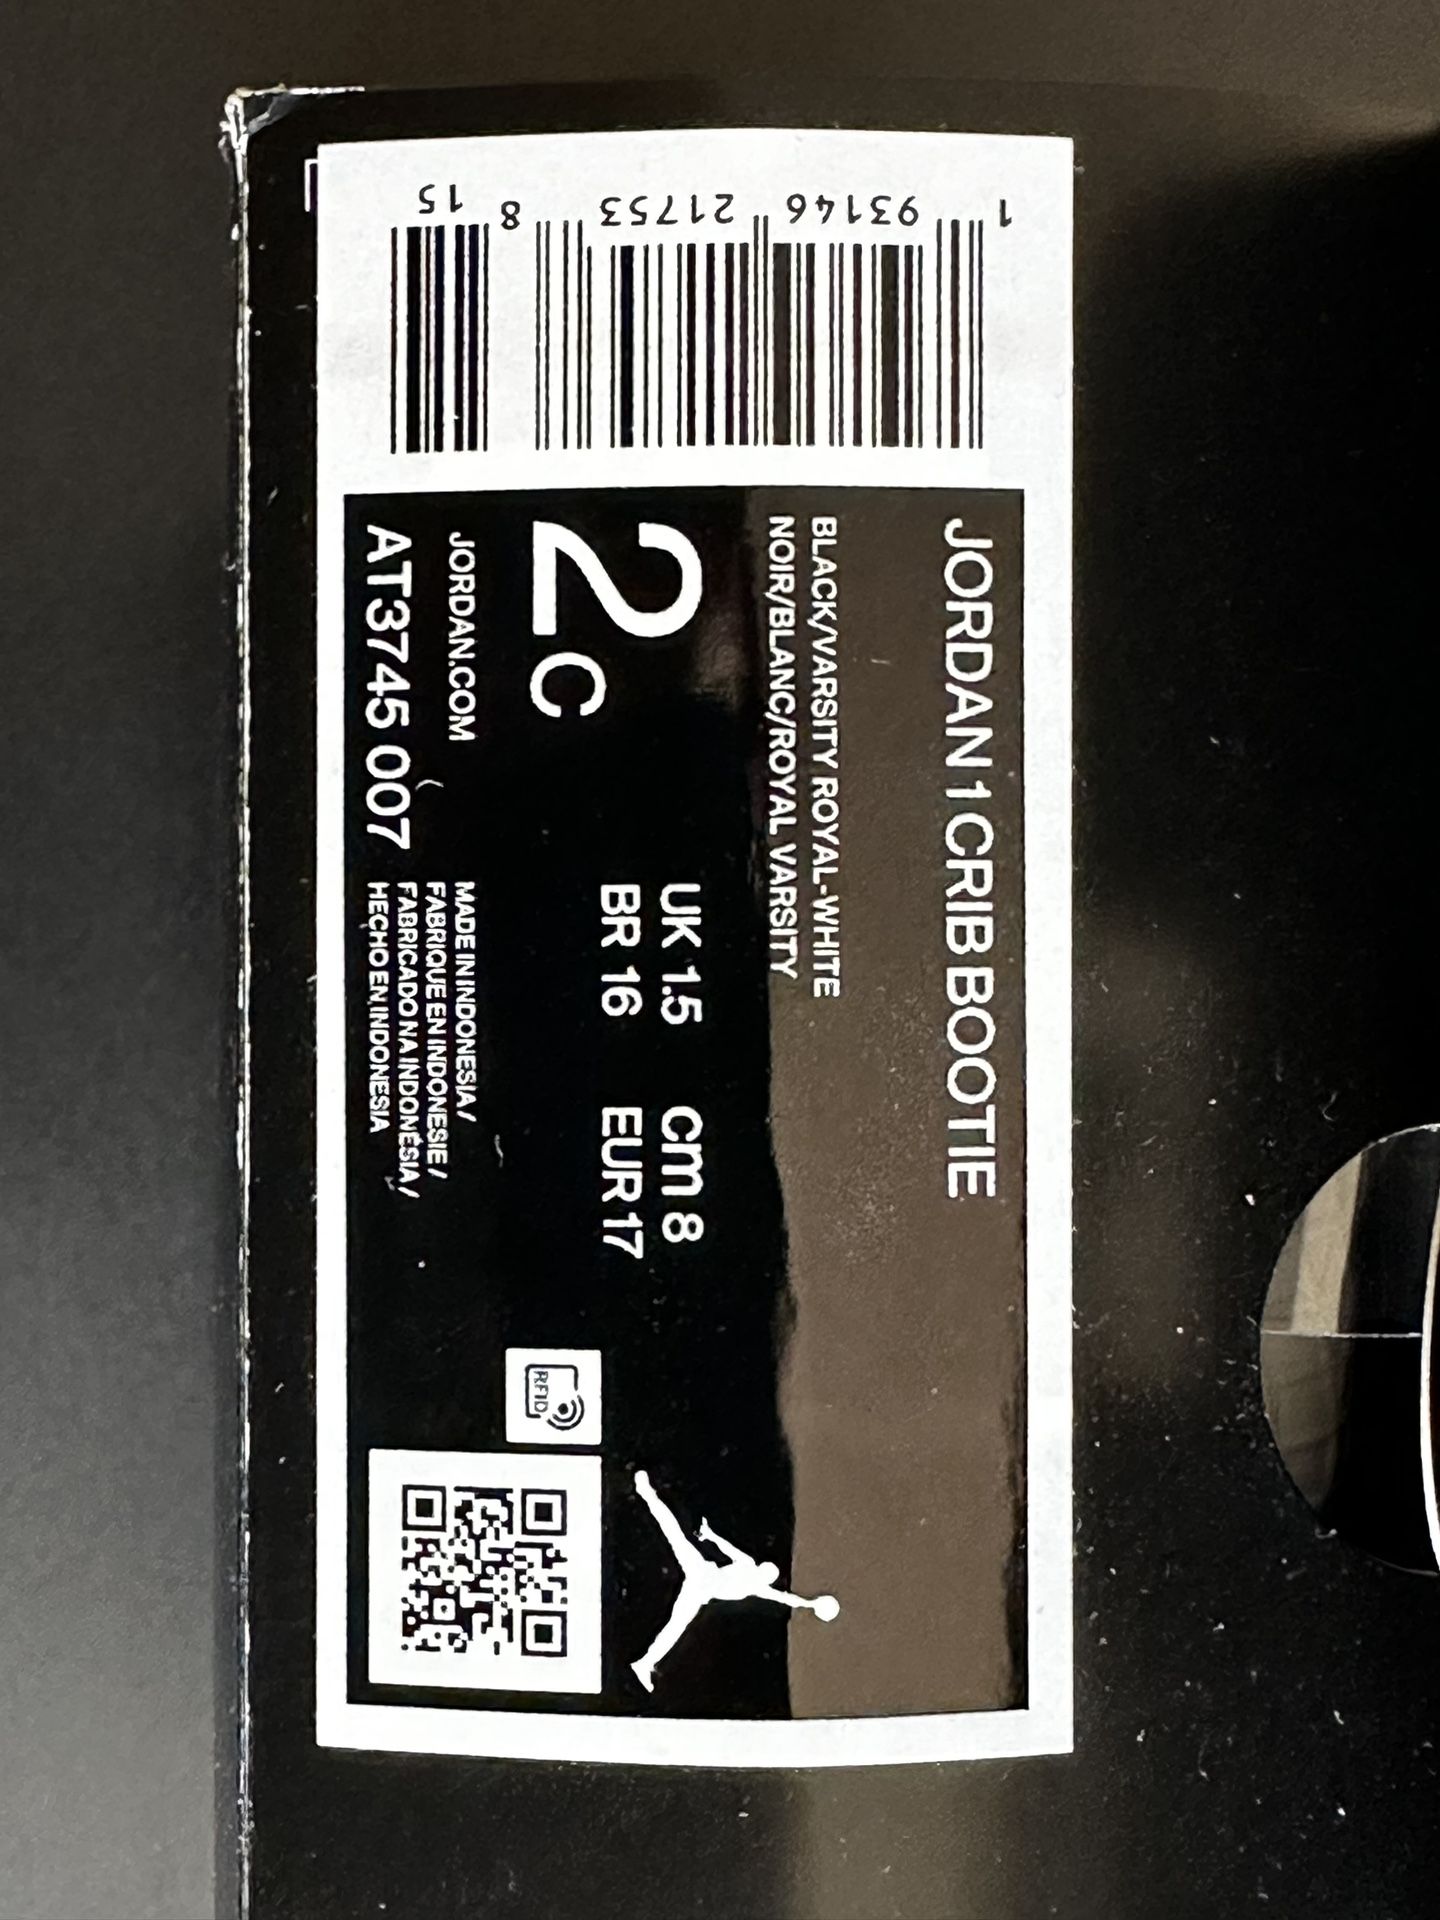 JORDAN 1 CRIB BOOTIE
BLACK/VARSITY ROYAL-WHITE
NOIR/BLANC/ROYAL VARSITY
2C
UK 1.5 cm 8
BR 16 EUR 17
JORDAN.COM
AT3745 007
MADE IN INDONESIA/
FABRIQUE EN INDONESIE/
FABRICADO NA INDONÉSIA/
HECHO EN INDONESIA
RFID
1 93146 21753 8 15